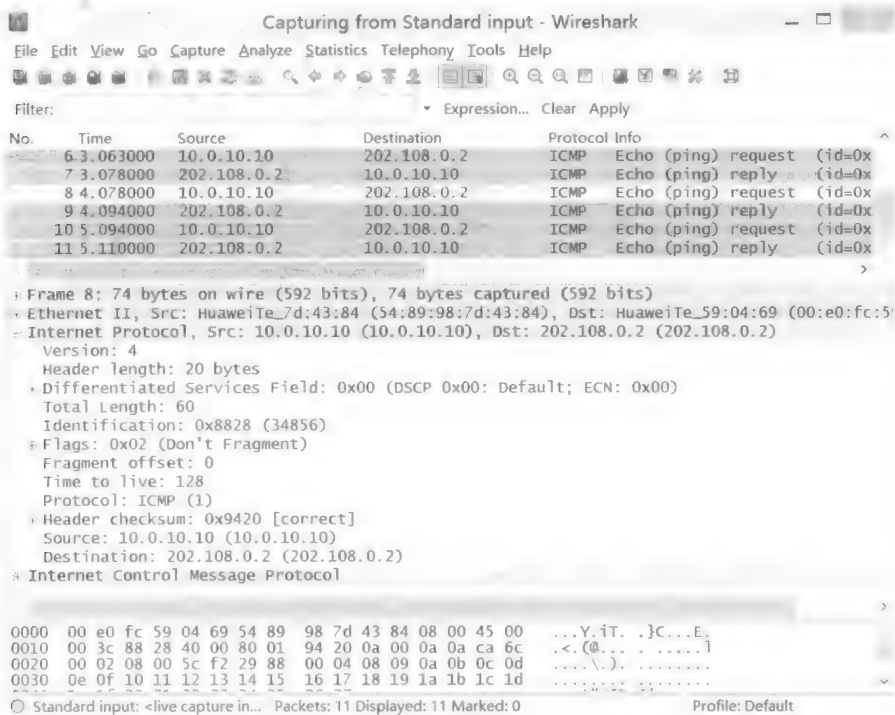 Capturing from Standard input - Wireshark
File Edit View Go Capture Analyze Statistics Telephony Tools Help
Filter: Expression... Clear Apply
No. Time Source Destination Protocol Info
6 3.063000 10.0.10.10 202.108.0.2 ICMP Echo (ping) request (id=0x
7 3.078000 202.108.0.2 10.0.10.10 ICMP Echo (ping) reply (id=0x
8 4.078000 10.0.10.10 202.108.0.2 ICMP Echo (ping) request (id=0x
9 4.094000 202.108.0.2 10.0.10.10 ICMP Echo (ping) reply (id=0x
10 5.094000 10.0.10.10 202.108.0.2 ICMP Echo (ping) request (id=0x
11 5.110000 202.108.0.2 10.0.10.10 ICMP Echo (ping) reply (id=0x
Frame 8: 74 bytes on wire (592 bits), 74 bytes captured (592 bits)
Ethernet II, Src: HuaweiTe_7d:43:84 (54:89:98:7d:43:84), Dst: HuaweiTe_59:04:69 (00:e0:fc:5
Internet Protocol, Src: 10.0.10.10 (10.0.10.10), Dst: 202.108.0.2 (202.108.0.2)
Version: 4
Header length: 20 bytes
Differentiated Services Field: 0x00 (DSCP 0x00: Default; ECN: 0x00)
Total Length: 60
Identification: 0x8828 (34856)
Flags: 0x02 (Don't Fragment)
Fragment offset: 0
Time to live: 128
Protocol: ICMP (1)
Header checksum: 0x9420 [correct]
Source: 10.0.10.10 (10.0.10.10)
Destination: 202.108.0.2 (202.108.0.2)
Internet Control Message Protocol
0000 00 e0 fc 59 04 69 54 89 98 7d 43 84 08 00 45 00 ...Y.iT. .}C...E.
0010 00 3c 88 28 40 00 80 01 94 20 0a 00 0a 0a ca 6c .<.(@... . .....l
0020 00 02 08 00 5c f2 29 88 00 04 08 09 0a 0b 0c 0d ....\.). ........
0030 0e 0f 10 11 12 13 14 15 16 17 18 19 1a 1b 1c 1d ........ ........
Standard input: <live capture in... Packets: 11 Displayed: 11 Marked: 0 Profile: Default